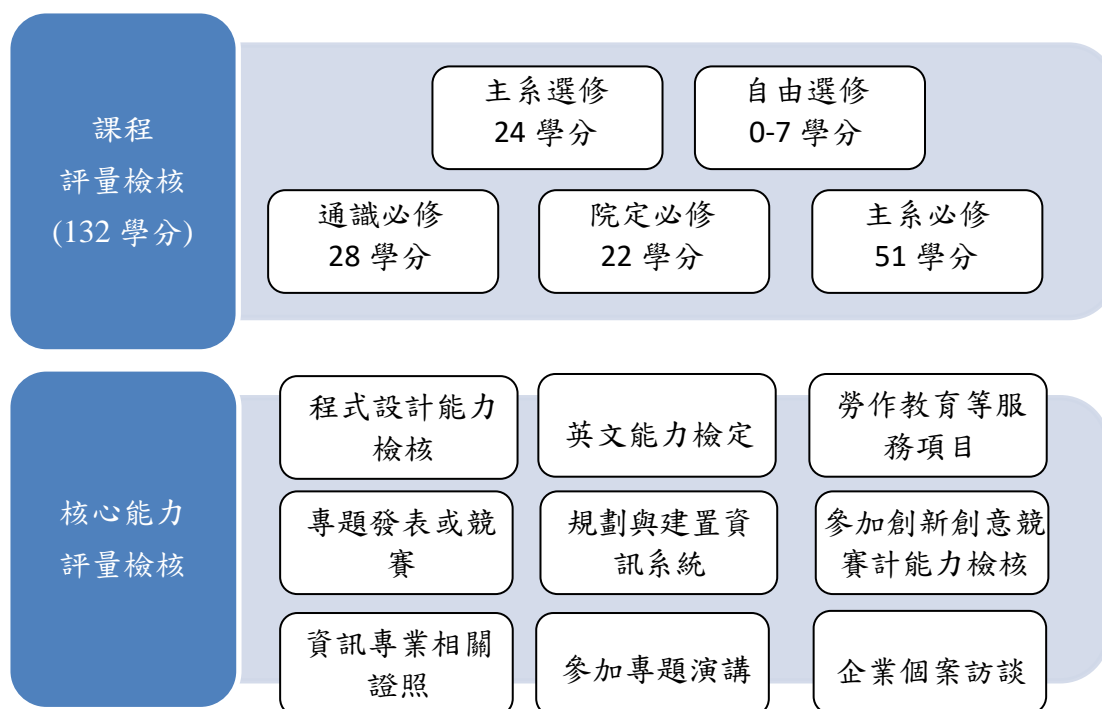 課程
評量檢核
(132 學分)
主系選修
24 學分
自由選修
0-7 學分
通識必修
28 學分
院定必修
22 學分
主系必修
51 學分
核心能力
評量檢核
程式設計能力
檢核
英文能力檢定
勞作教育等服
務項目
專題發表或競
賽
規劃與建置資
訊系統
參加創新創意競
賽計能力檢核
資訊專業相關
證照
參加專題演講
企業個案訪談